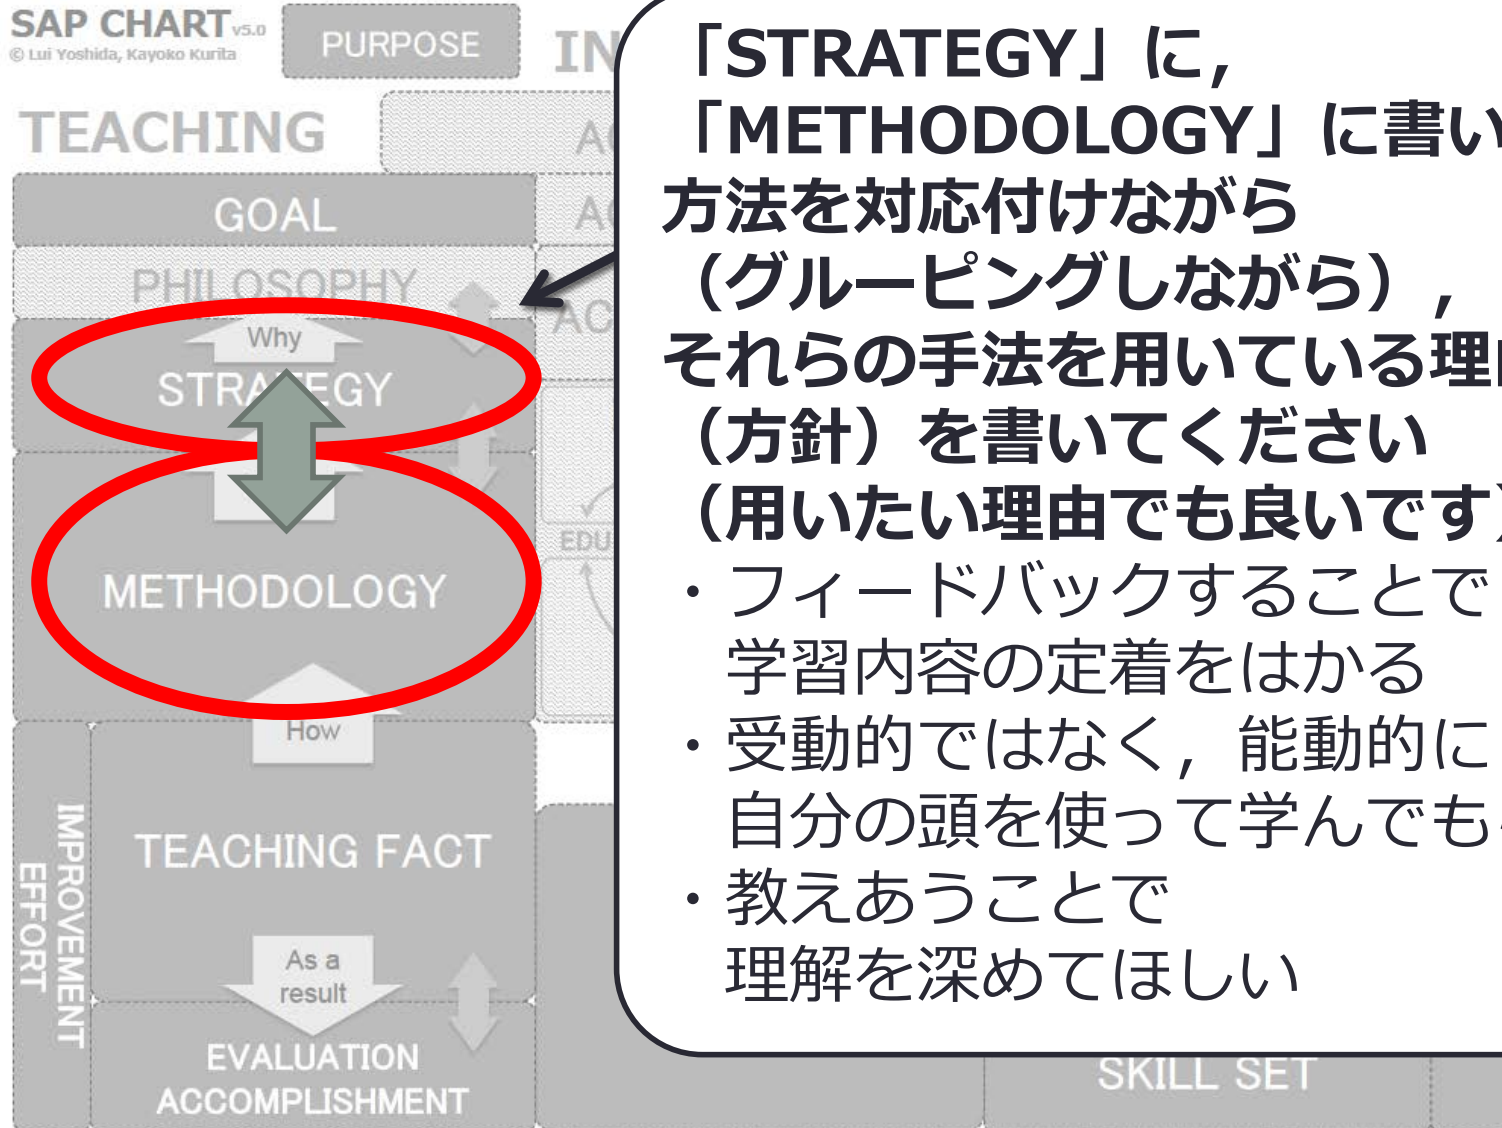 SAP CHART v5.0
© Lui Yoshida, Kayoko Kurita
PURPOSE
TEACHING
GOAL
PHILOSOPHY
Why
STRATEGY
METHODOLOGY
How
TEACHING FACT
IMPROVEMENT
EFFORT
As a
result
EVALUATION
ACCOMPLISHMENT
SKILL SET
「STRATEGY」に,
「METHODOLOGY」に書い
方法を対応付けながら
（グルーピングしながら）,
それらの手法を用いている理
（方針）を書いてください
（用いたい理由でも良いです）
・フィードバックすることで
学習内容の定着をはかる
・受動的ではなく, 能動的に
自分の頭を使って学んでも
・教えあうことで
理解を深めてほしい